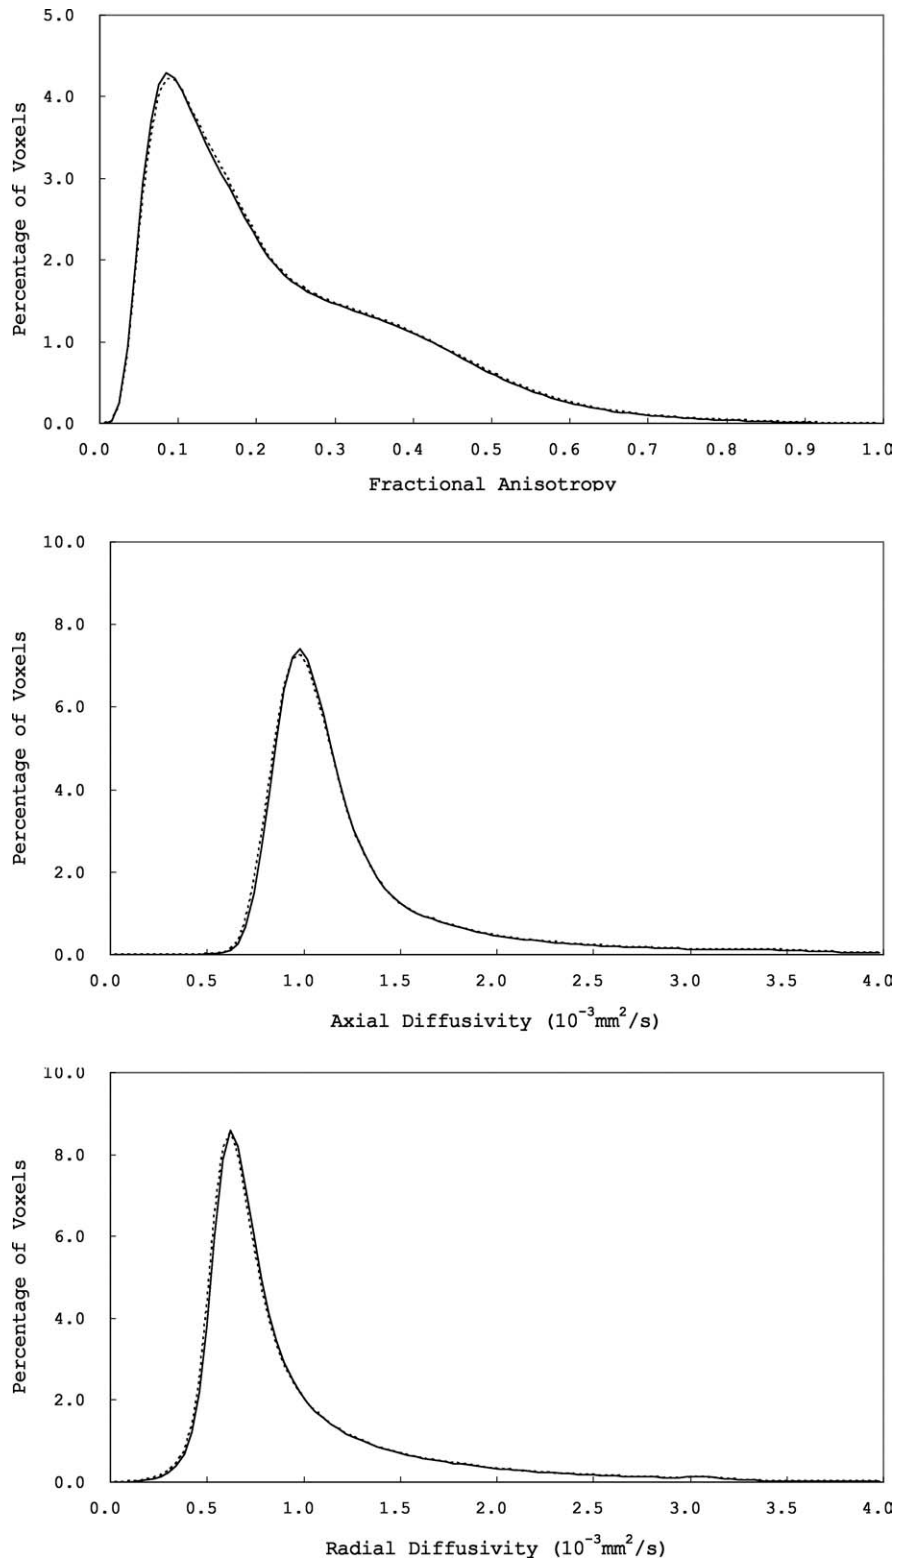 5.0
4.0
3.0
2.0
1.0
0.0
Percentage of Voxels
0.0 0.1 0.2 0.3 0.4 0.5 0.6 0.7 0.8 0.9 1.0
Fractional Anisotropy
10.0
8.0
6.0
4.0
2.0
0.0
Percentage of Voxels
0.0 0.5 1.0 1.5 2.0 2.5 3.0 3.5 4.0
Axial Diffusivity (10⁻³mm²/s)
10.0
8.0
6.0
4.0
2.0
0.0
Percentage of Voxels
0.0 0.5 1.0 1.5 2.0 2.5 3.0 3.5 4.0
Radial Diffusivity (10⁻³mm²/s)